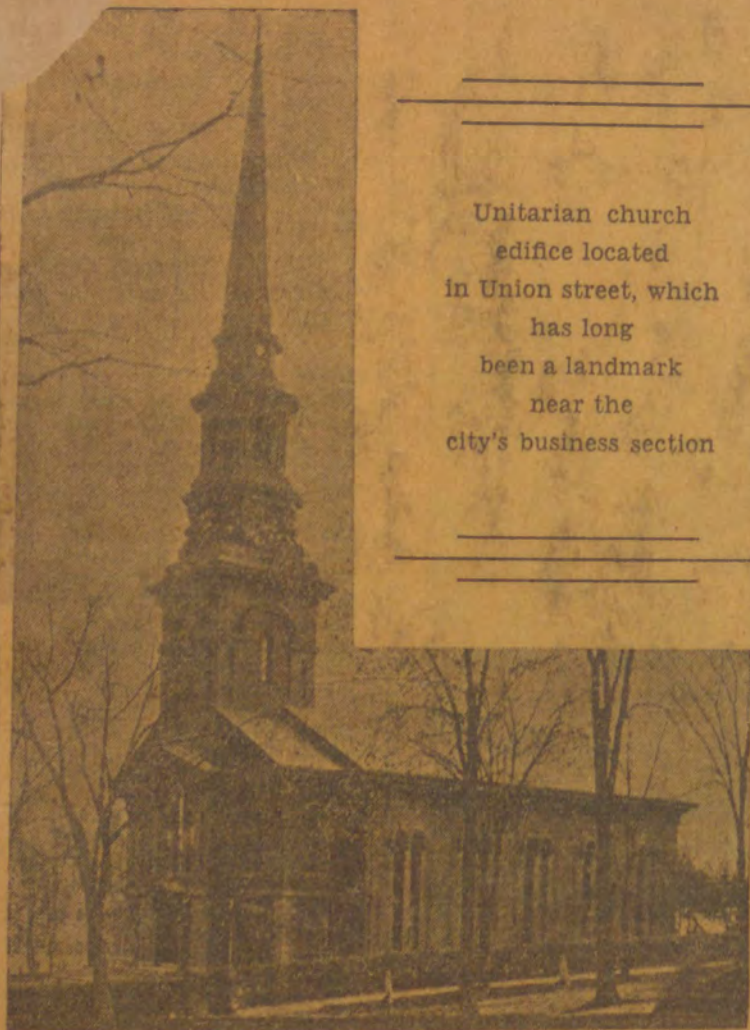 Unitarian church
edifice located
in Union street, which
has long
been a landmark
near the
city's business section